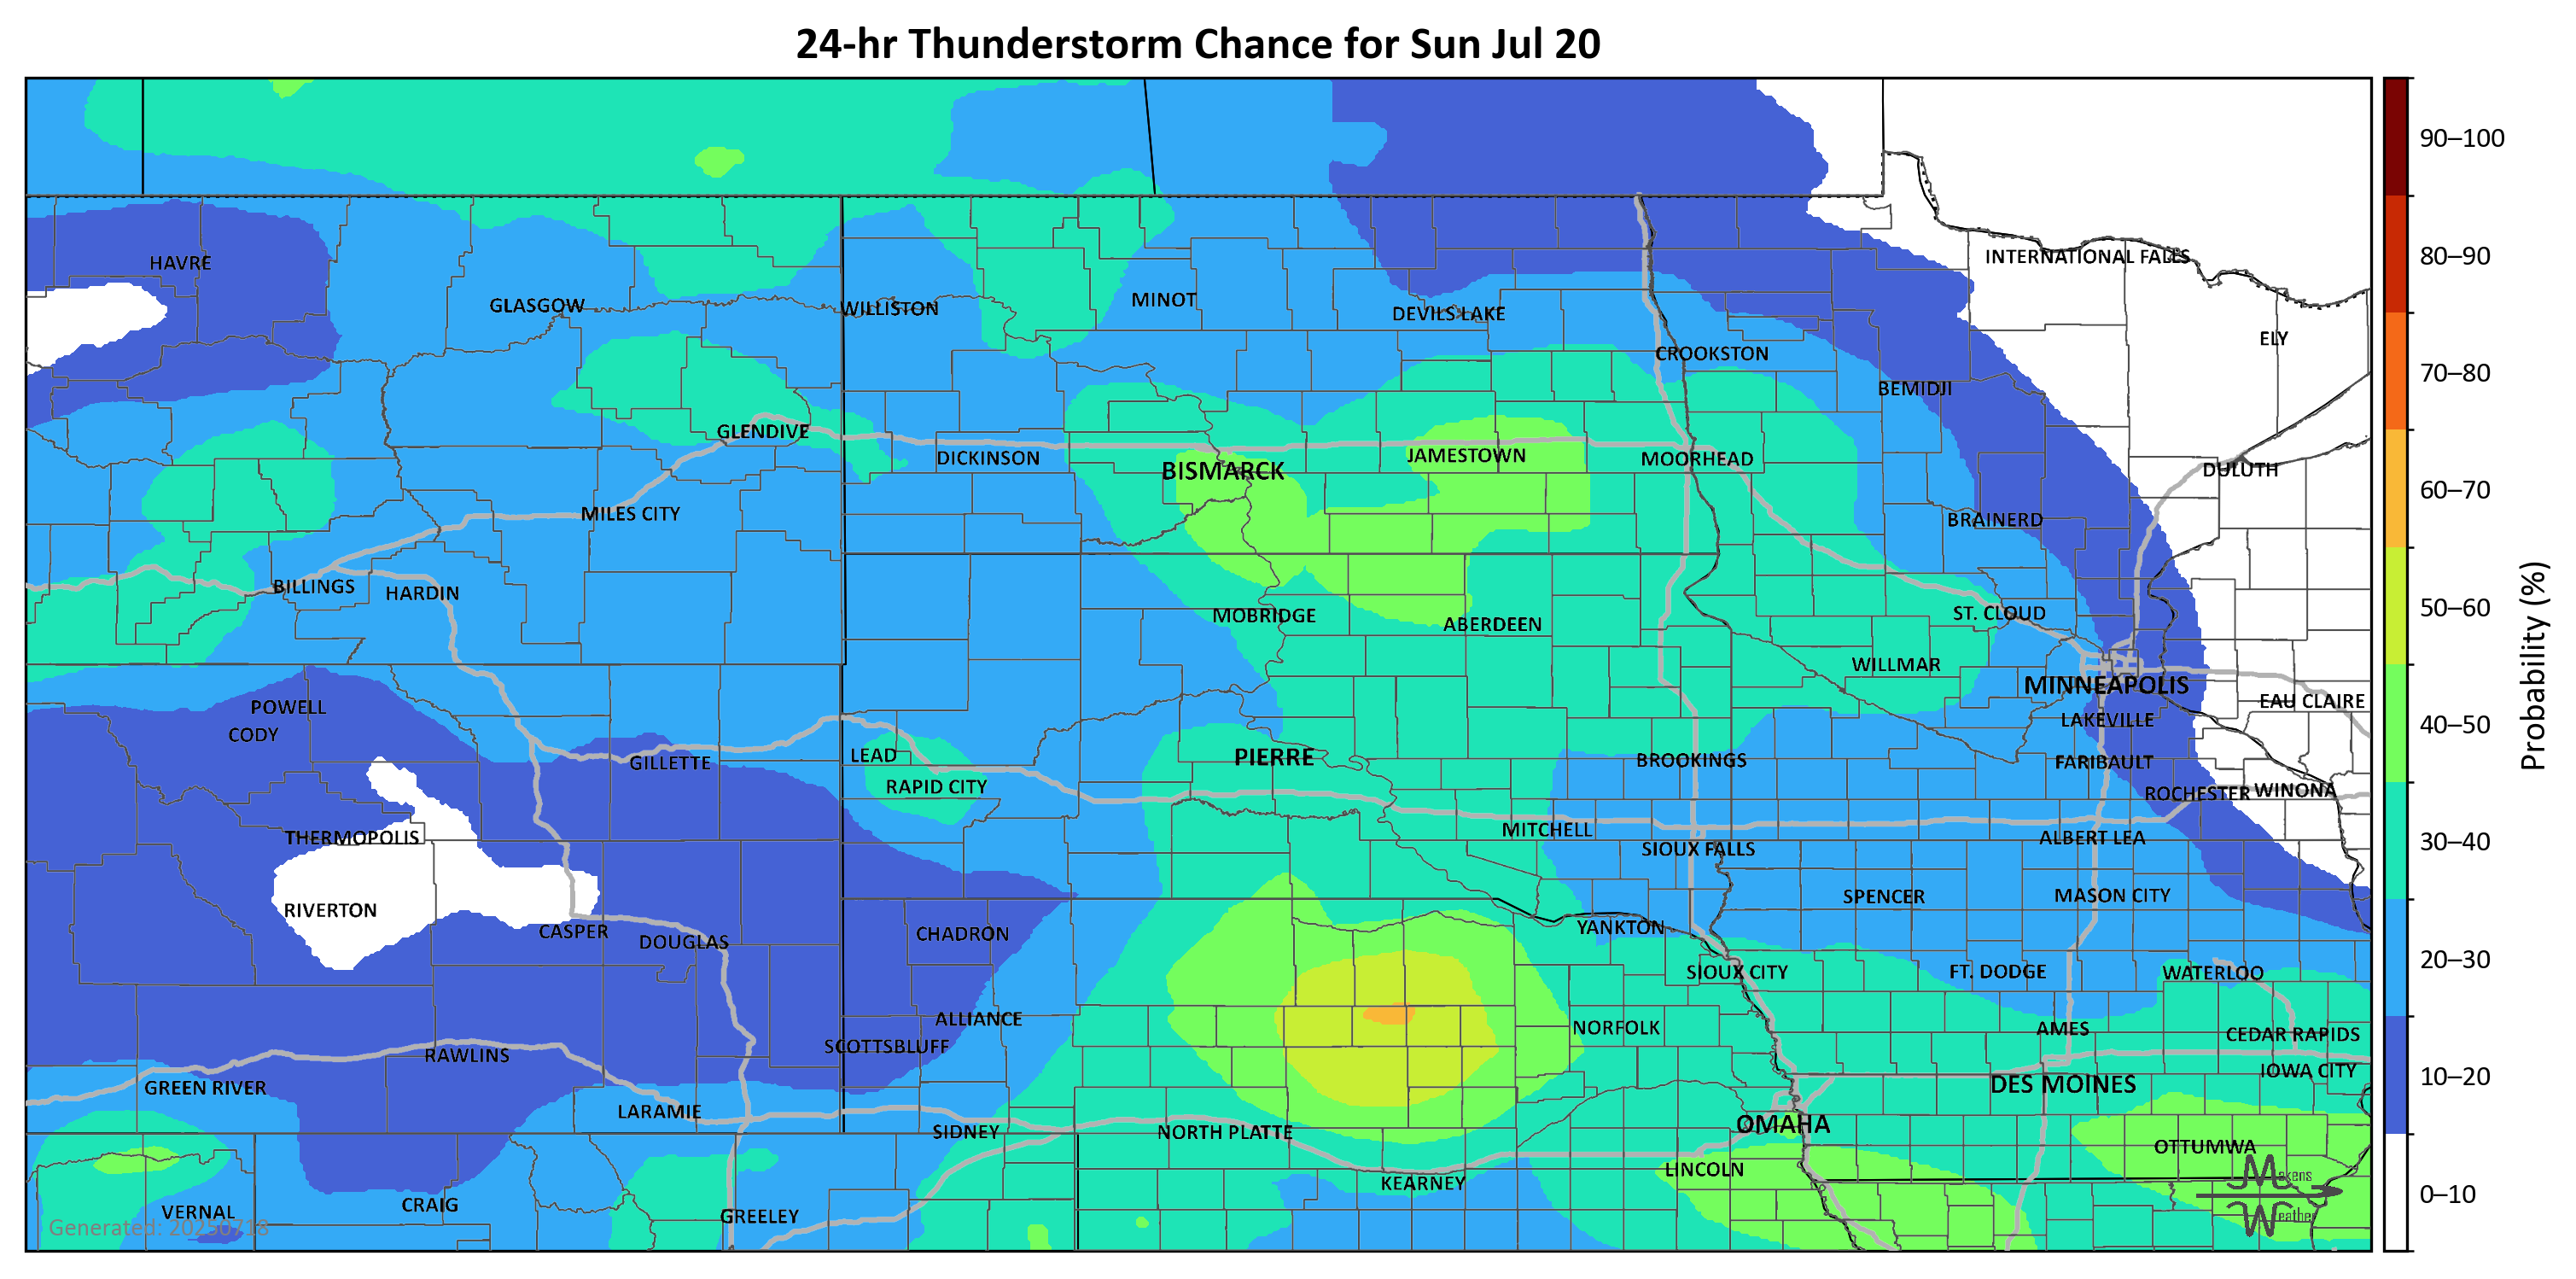 24-hr Thunderstorm Chance for Sun Jul 20
90–100
INTERNATIONAL FALLS
80–90
HAVRE
GLASGOW
WILLISTON
MINOT
DEVILS LAKE
ELY
CROOKSTON
70–80
BEMIDJI
GLENDIVE
DICKINSON
BISMARCK
JAMESTOWN
MOORHEAD
DULUTH
60–70
MILES CITY
BRAINERD
BILLINGS
HARDIN
MOBRIDGE
ABERDEEN
ST. CLOUD
50–60
WILLMAR
MINNEAPOLIS
POWELL
EAU CLAIRE
CODY
LAKEVILLE
40–50
GILLETTE
LEAD
PIERRE
BROOKINGS
FARIBAULT
RAPID CITY
ROCHESTER
WINONA
THERMOPOLIS
MITCHELL
SIOUX FALLS
ALBERT LEA
30–40
RIVERTON
SPENCER
MASON CITY
CASPER
DOUGLAS
CHADRON
YANKTON
SIOUX CITY
FT. DODGE
WATERLOO
20–30
ALLIANCE
NORFOLK
AMES
CEDAR RAPIDS
SCOTTSBLUFF
RAWLINS
GREEN RIVER
DES MOINES
IOWA CITY
10–20
LARAMIE
SIDNEY
NORTH PLATTE
OMAHA
OTTUMWA
LINCOLN
KEARNEY
Makens
Weather
0–10
VERNAL
CRAIG
GREELEY
Generated: 20250718
Probability (%)